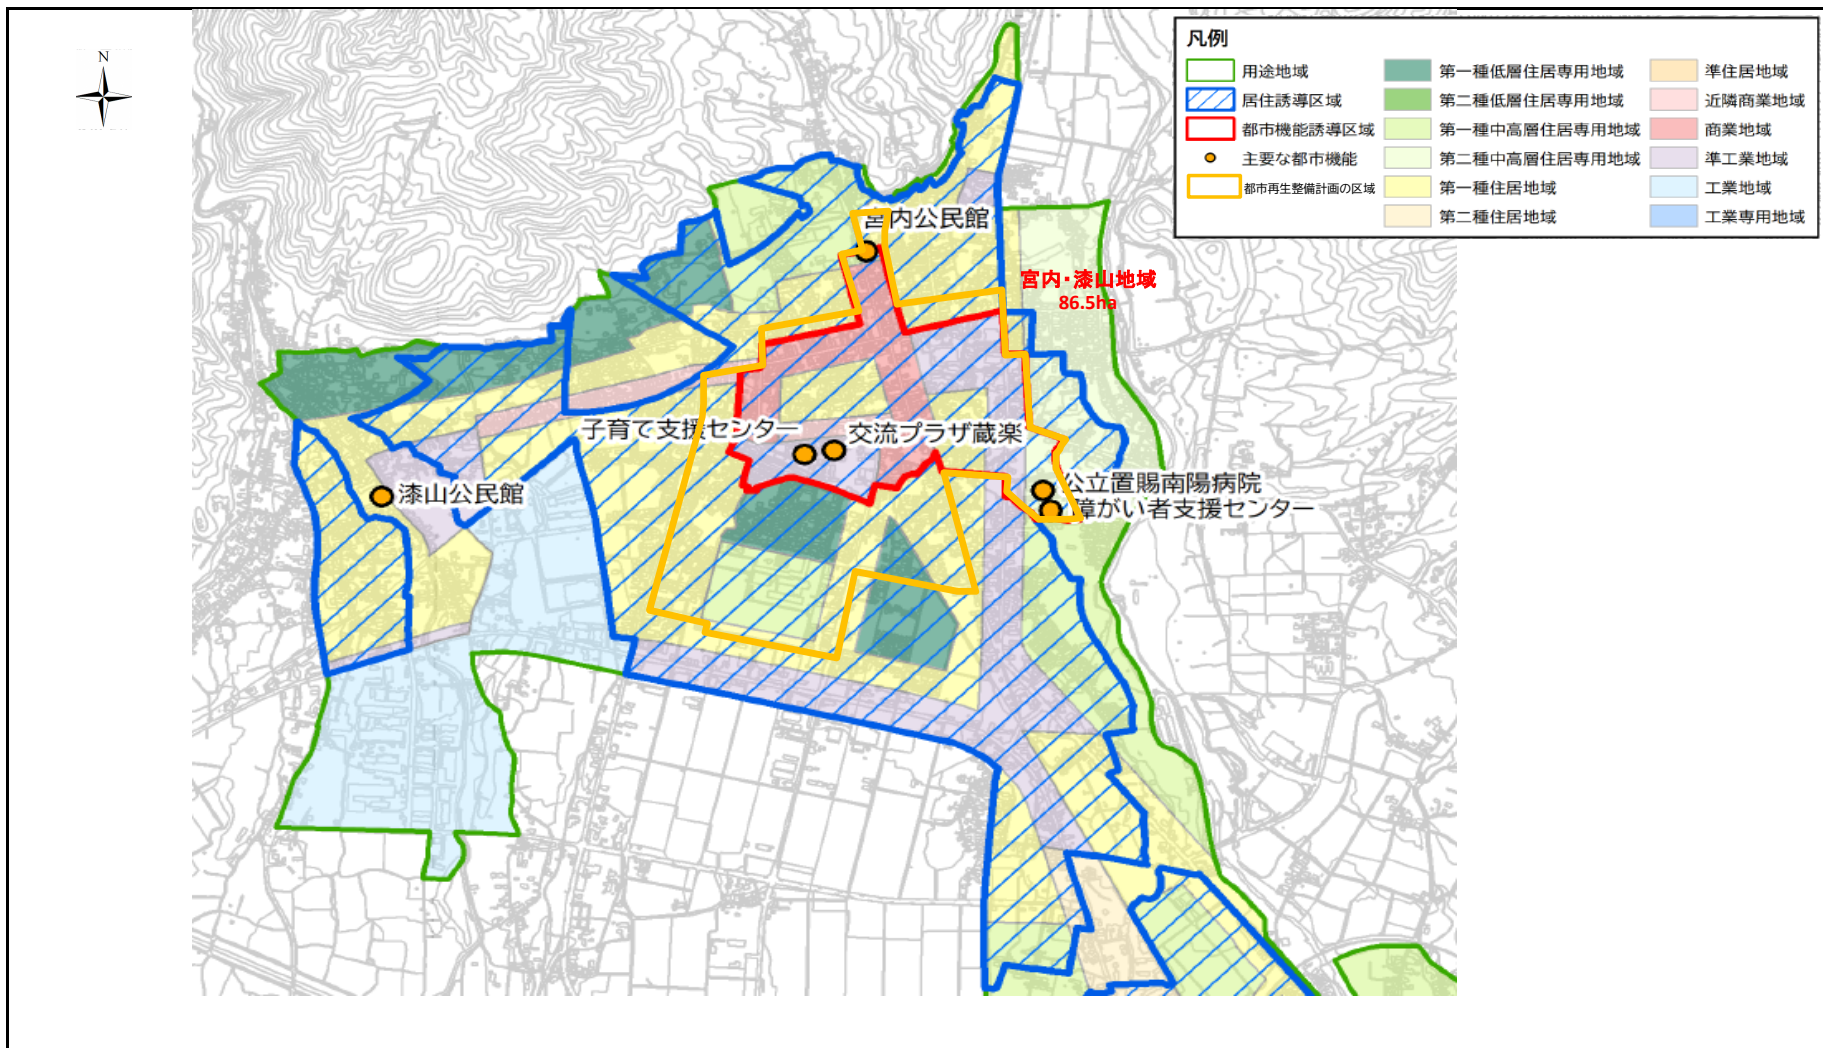 N
凡例
用途地域
居住誘導区域
都市機能誘導区域
主要な都市機能
都市再生整備計画の区域
第一種低層住居専用地域
第二種低層住居専用地域
第一種中高層住居専用地域
第二種中高層住居専用地域
第一種住居地域
第二種住居地域
準住居地域
近隣商業地域
商業地域
準工業地域
工業地域
工業専用地域
宮内公民館
宮内・漆山地域
86.5ha
子育て支援センター
交流プラザ蔵楽
漆山公民館
公立置賜南陽病院
障がい者支援センター